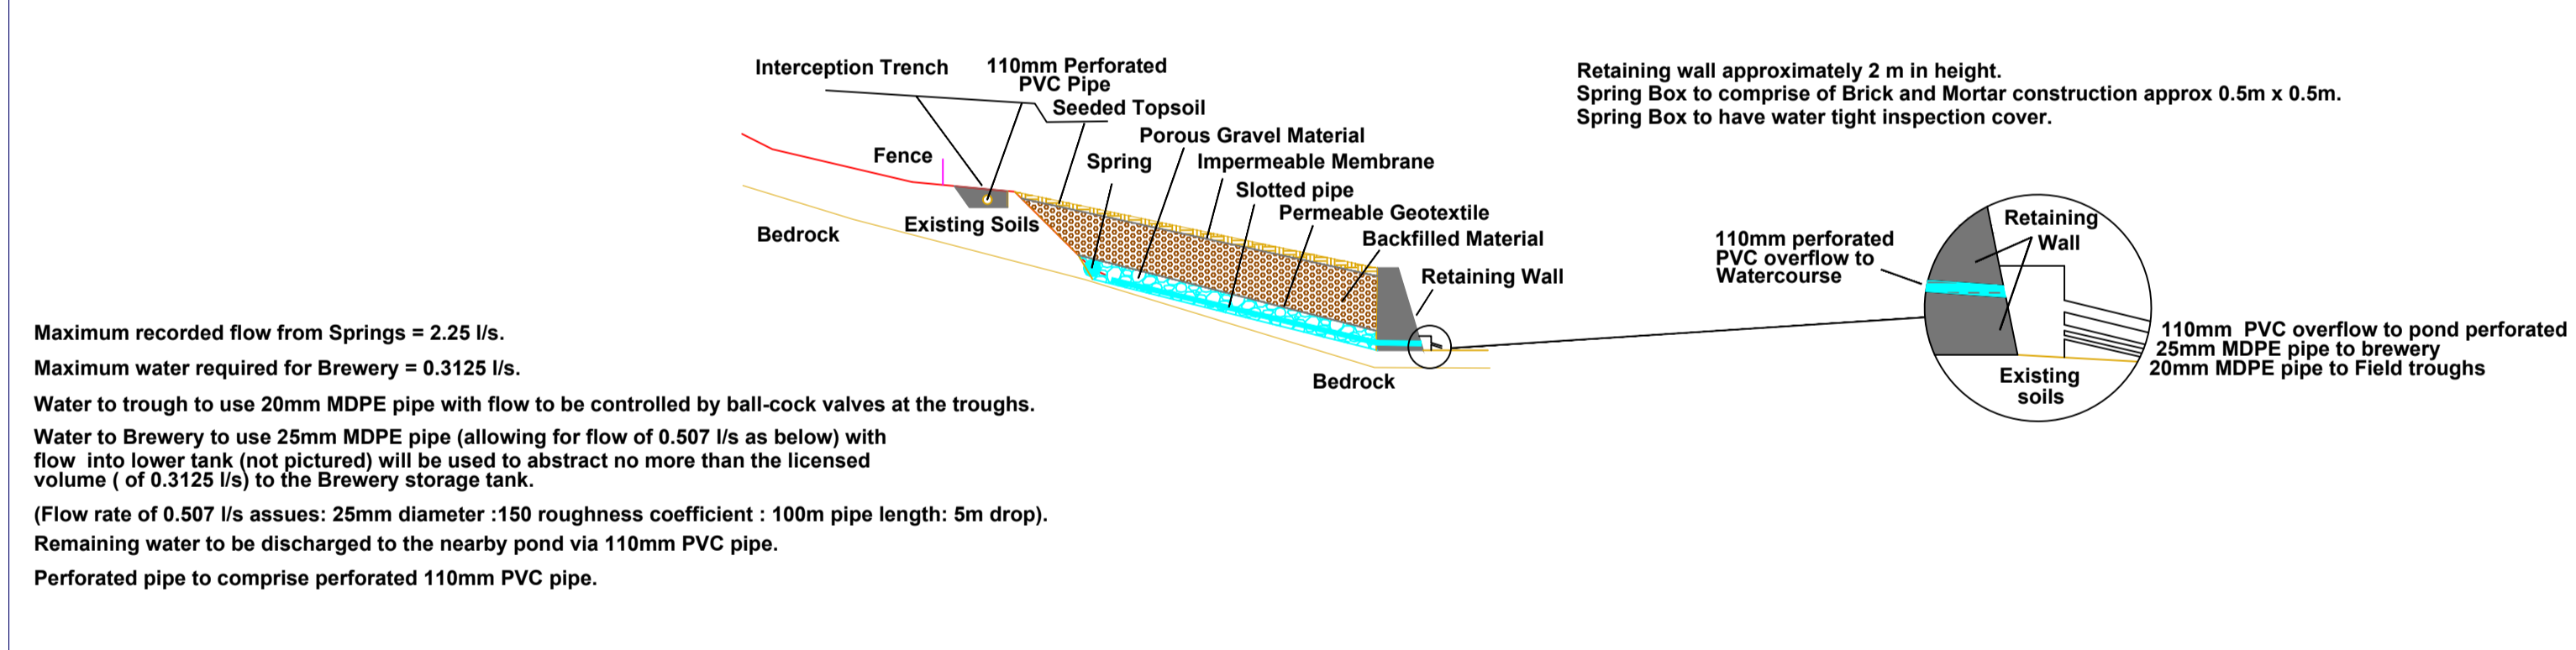 Interception Trench
110mm Perforated
PVC Pipe
Seeded Topsoil
Porous Gravel Material
Fence
Spring
Impermeable Membrane
Slotted pipe
Permeable Geotextile
Existing Soils
Backfilled Material
Bedrock
Retaining Wall
Bedrock
Retaining wall approximately 2 m in height.
Spring Box to comprise of Brick and Mortar construction approx 0.5m x 0.5m.
Spring Box to have water tight inspection cover.
Retaining
Wall
110mm perforated
PVC overflow to
Watercourse
110mm  PVC overflow to pond perforated
25mm MDPE pipe to brewery
20mm MDPE pipe to Field troughs
Existing
soils
Maximum recorded flow from Springs = 2.25 l/s.
Maximum water required for Brewery = 0.3125 l/s.
Water to trough to use 20mm MDPE pipe with flow to be controlled by ball-cock valves at the troughs.
Water to Brewery to use 25mm MDPE pipe (allowing for flow of 0.507 l/s as below) with
flow  into lower tank (not pictured) will be used to abstract no more than the licensed
volume ( of 0.3125 l/s) to the Brewery storage tank.
(Flow rate of 0.507 l/s assues: 25mm diameter :150 roughness coefficient : 100m pipe length: 5m drop).
Remaining water to be discharged to the nearby pond via 110mm PVC pipe.
Perforated pipe to comprise perforated 110mm PVC pipe.